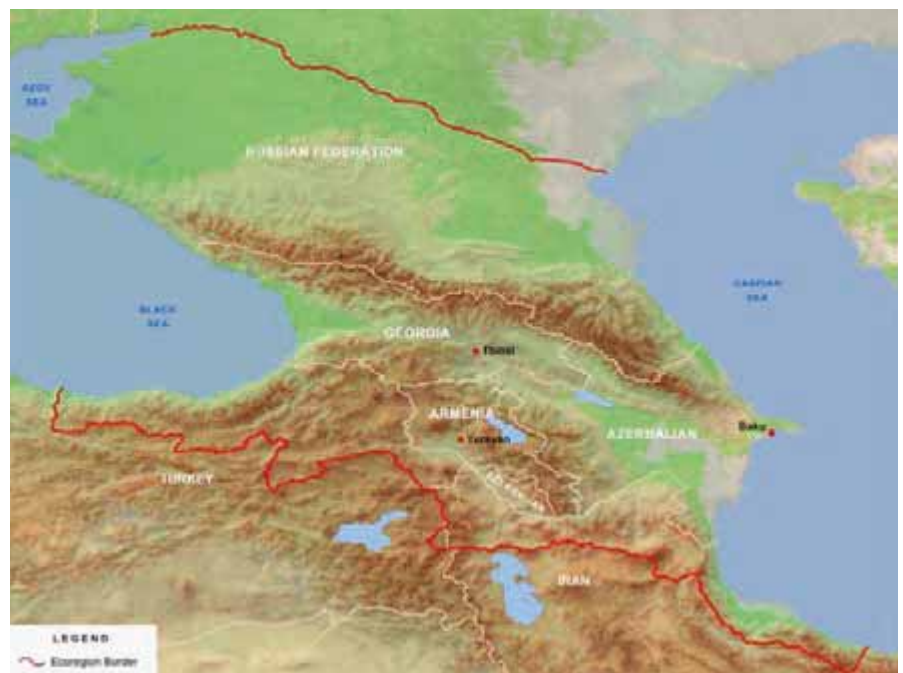 AZOV
SEA
RUSSIAN FEDERATION
CASPIAN
SEA
BLACK
SEA
GEORGIA
Tbilisi
ARMENIA
Baku
AZERBAIJAN
Yerevan
TURKEY
IRAN
LEGEND
Ecoregion Border